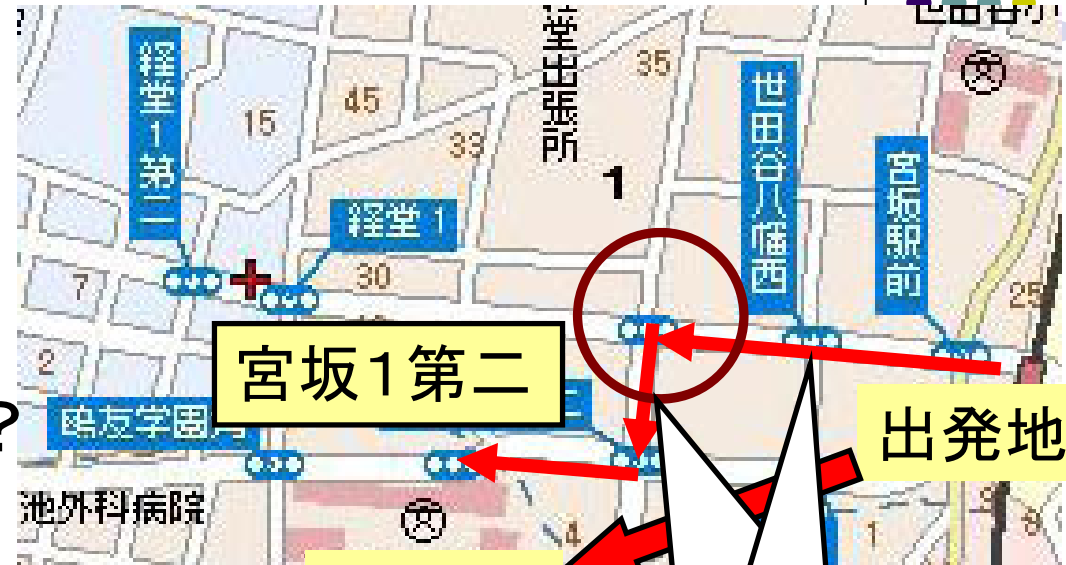 経堂1第二
15
45
33
堂出張所
35
1
世田谷八幡西
宮坂駅前
経堂1
30
7
2
25
宮坂1第二
?
鴎友学園
出発地
池外科病院
文
文
4
1